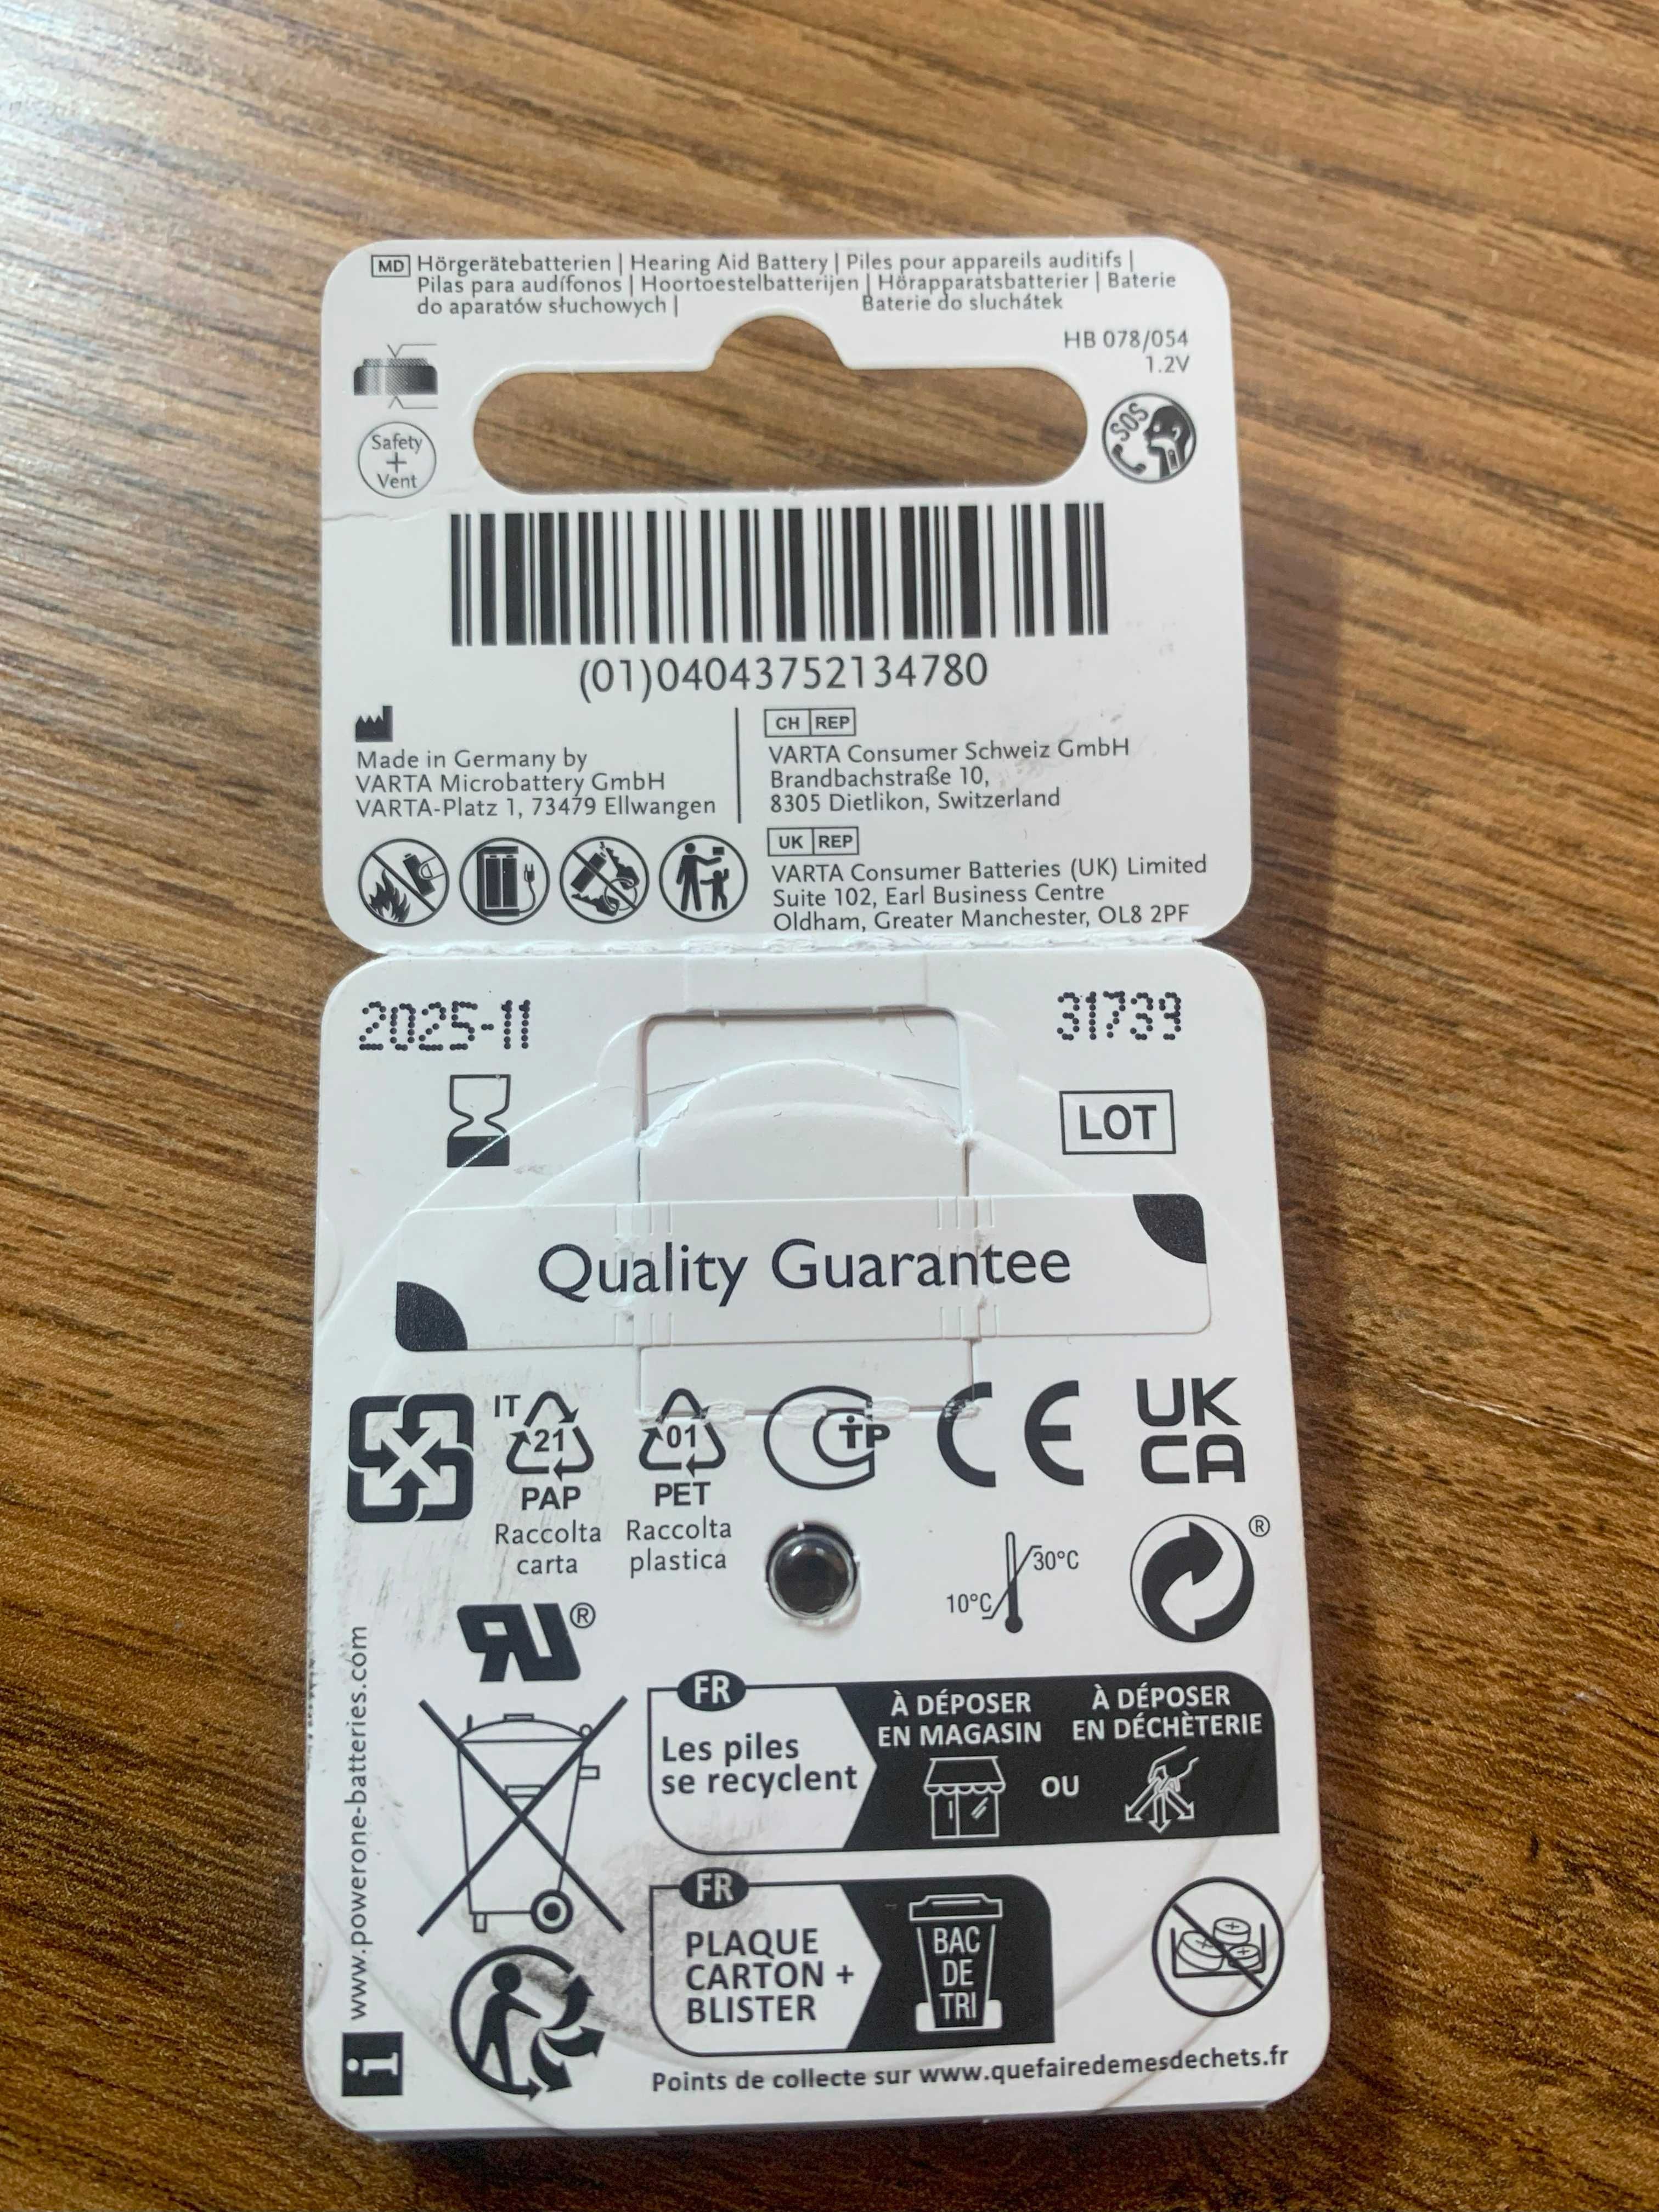 MD Hörgerätebatterien | Hearing Aid Battery | Piles pour appareils auditifs |
Pilas para audífonos | Hoortoestelbatterijen | Hörapparatsbatterier | Baterie
do aparatów słuchowych | Baterie do sluchátek
HB 078/054
1.2V
Safety
+
Vent
SOS
(01)04043752134780
Made in Germany by
VARTA Microbattery GmbH
VARTA-Platz 1, 73479 Ellwangen
CH REP
VARTA Consumer Schweiz GmbH
Brandbachstraße 10,
8305 Dietlikon, Switzerland
UK REP
VARTA Consumer Batteries (UK) Limited
Suite 102, Earl Business Centre
Oldham, Greater Manchester, OL8 2PF
2025-11
31739
LOT
Quality Guarantee
IT
21
PAP
Raccolta
carta
01
PET
Raccolta
plastica
CE
UK
CA
10°C
30°C
®
®
www.powerone-batteries.com
i
FR
Les piles
se recyclent
À DÉPOSER
EN MAGASIN
OU
À DÉPOSER
EN DÉCHÈTERIE
FR
PLAQUE
CARTON +
BLISTER
BAC
DE
TRI
Points de collecte sur www.quefairedemesdechets.fr